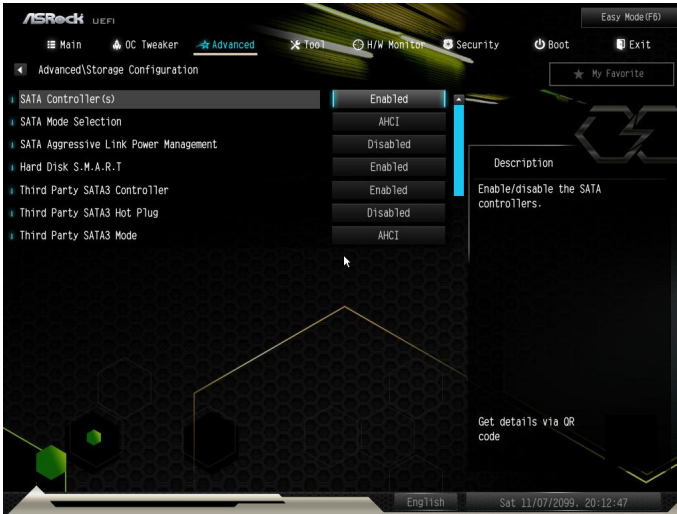 ASRock UEFI
Easy Mode(F6)
Main OC Tweaker Advanced Tool H/W Monitor Security Boot Exit
Advanced\Storage Configuration
My Favorite
SATA Controller(s) Enabled
SATA Mode Selection AHCI
SATA Aggressive Link Power Management Disabled
Hard Disk S.M.A.R.T Enabled
Third Party SATA3 Controller Enabled
Third Party SATA3 Hot Plug Disabled
Third Party SATA3 Mode AHCI
Description
Enable/disable the SATA
controllers.
Get details via QR
code
English
Sat 11/07/2099. 20:12:47